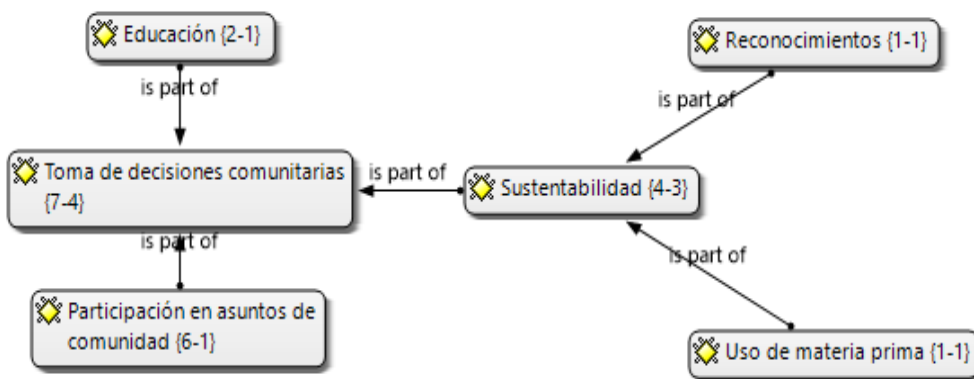 Educación {2-1}
Reconocimientos {1-1}
is part of
is part of
Toma de decisiones comunitarias
{7-4}
is part of
Sustentabilidad {4-3}
is part of
is part of
Participación en asuntos de
comunidad {6-1}
Uso de materia prima {1-1}